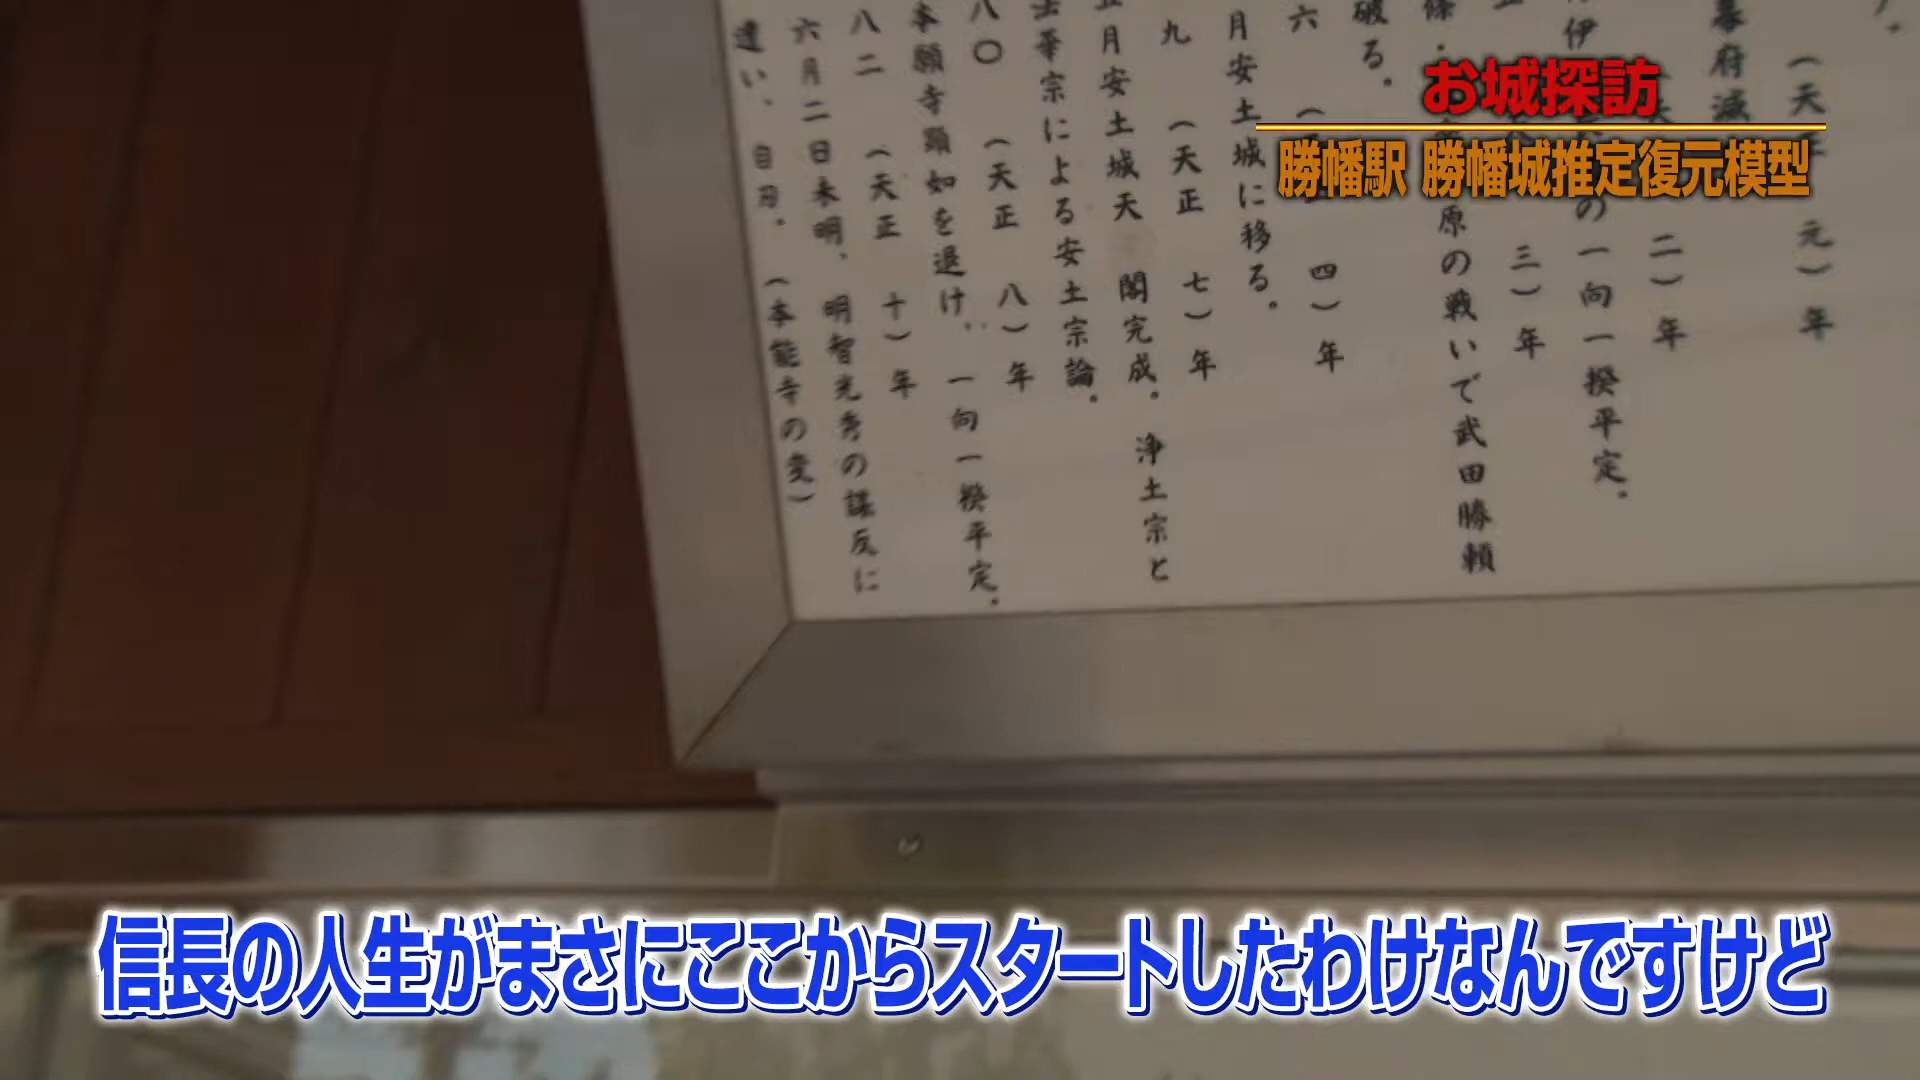 お城探訪
勝幡駅 勝幡城推定復元模型
(天正 元)年
幕府滅
二)年
伊
の一向一揆平定。
三)年
原の戦いで武田勝頼
破る。
六
四)年
月安土城に移る。
九 (天正 七)年
五月安土城天 閣完成。浄土宗と
法華宗による安土宗論。
八〇 (天正 八)年
本願寺顕如を退け、一向一揆平定。
八二 (天正 十)年
六月二日未明、明智光秀の謀反に
違い、自刃。(本能寺の変)
信長の人生がまさにここからスタートしたわけなんですけど